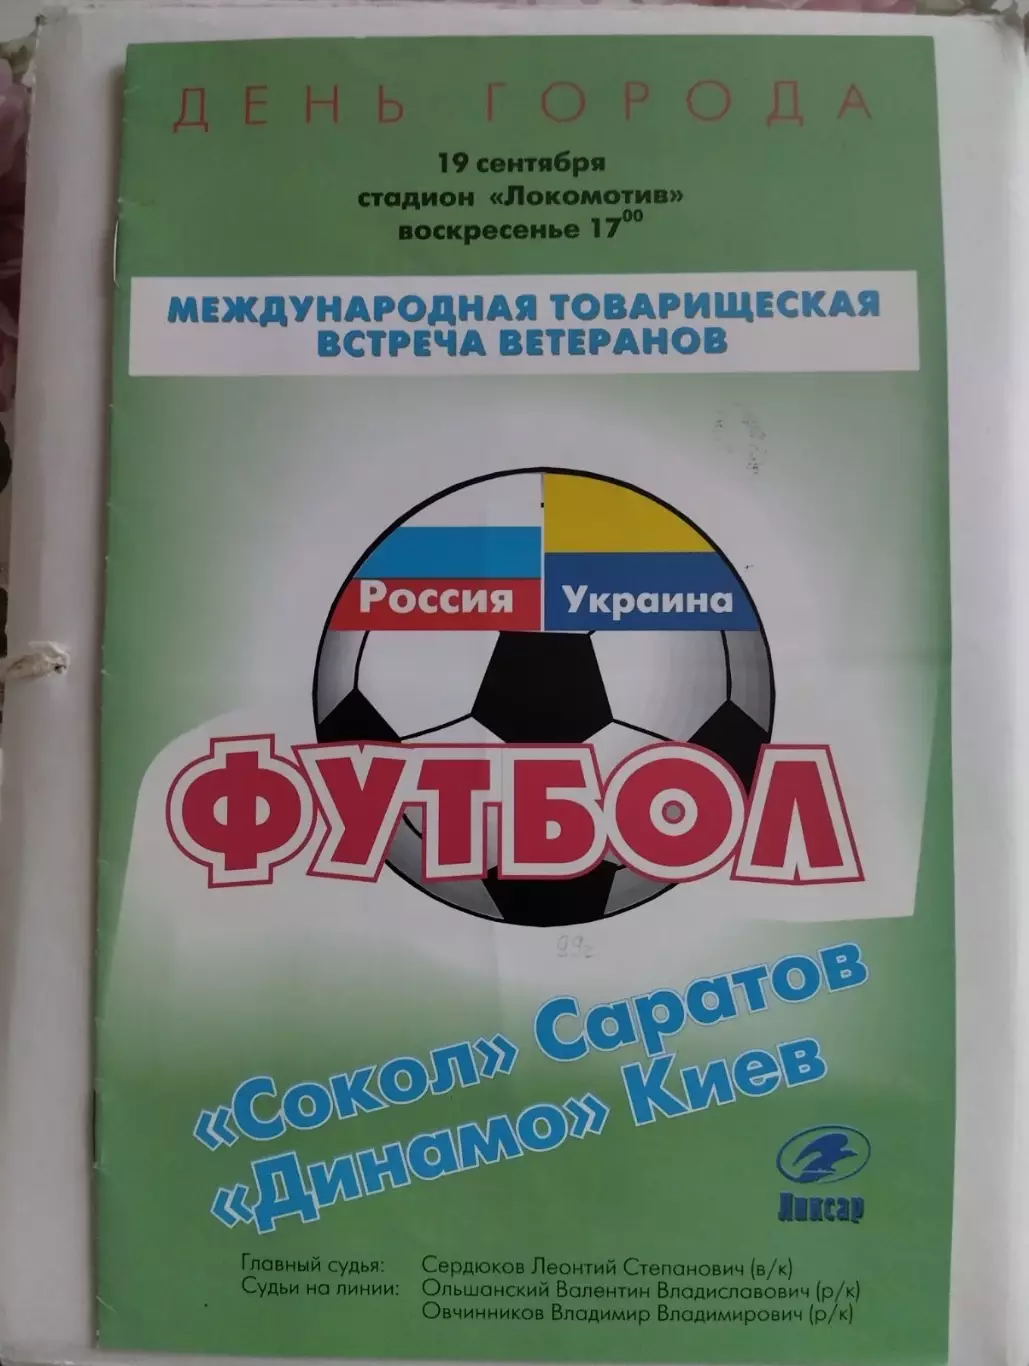 ДЕНЬ ГОРОДА
19 сентября
стадион «Локомотив»
воскресенье 17⁰⁰
МЕЖДУНАРОДНАЯ ТОВАРИЩЕСКАЯ
ВСТРЕЧА ВЕТЕРАНОВ
Россия Украина
ФУТБОЛ
99г
«Сокол» Саратов
«Динамо» Киев
Ликсар
Главный судья: Сердюков Леонтий Степанович (в/к)
Судьи на линии: Ольшанский Валентин Владиславович (р/к)
Овчинников Владимир Владимирович (р/к)